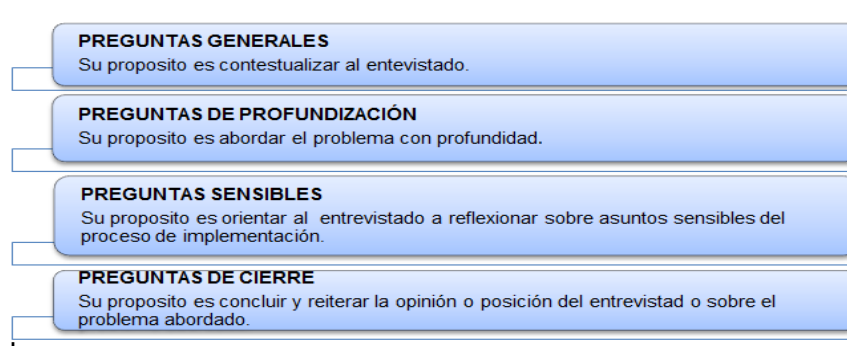 PREGUNTAS GENERALES
Su proposito es contestualizar al entevistado.
PREGUNTAS DE PROFUNDIZACIÓN
Su proposito es abordar el problema con profundidad.
PREGUNTAS SENSIBLES
Su proposito es orientar al entrevistado a reflexionar sobre asuntos sensibles del
proceso de implementación.
PREGUNTAS DE CIERRE
Su proposito es concluir y reiterar la opinión o posición del entrevistad o sobre el
problema abordado.